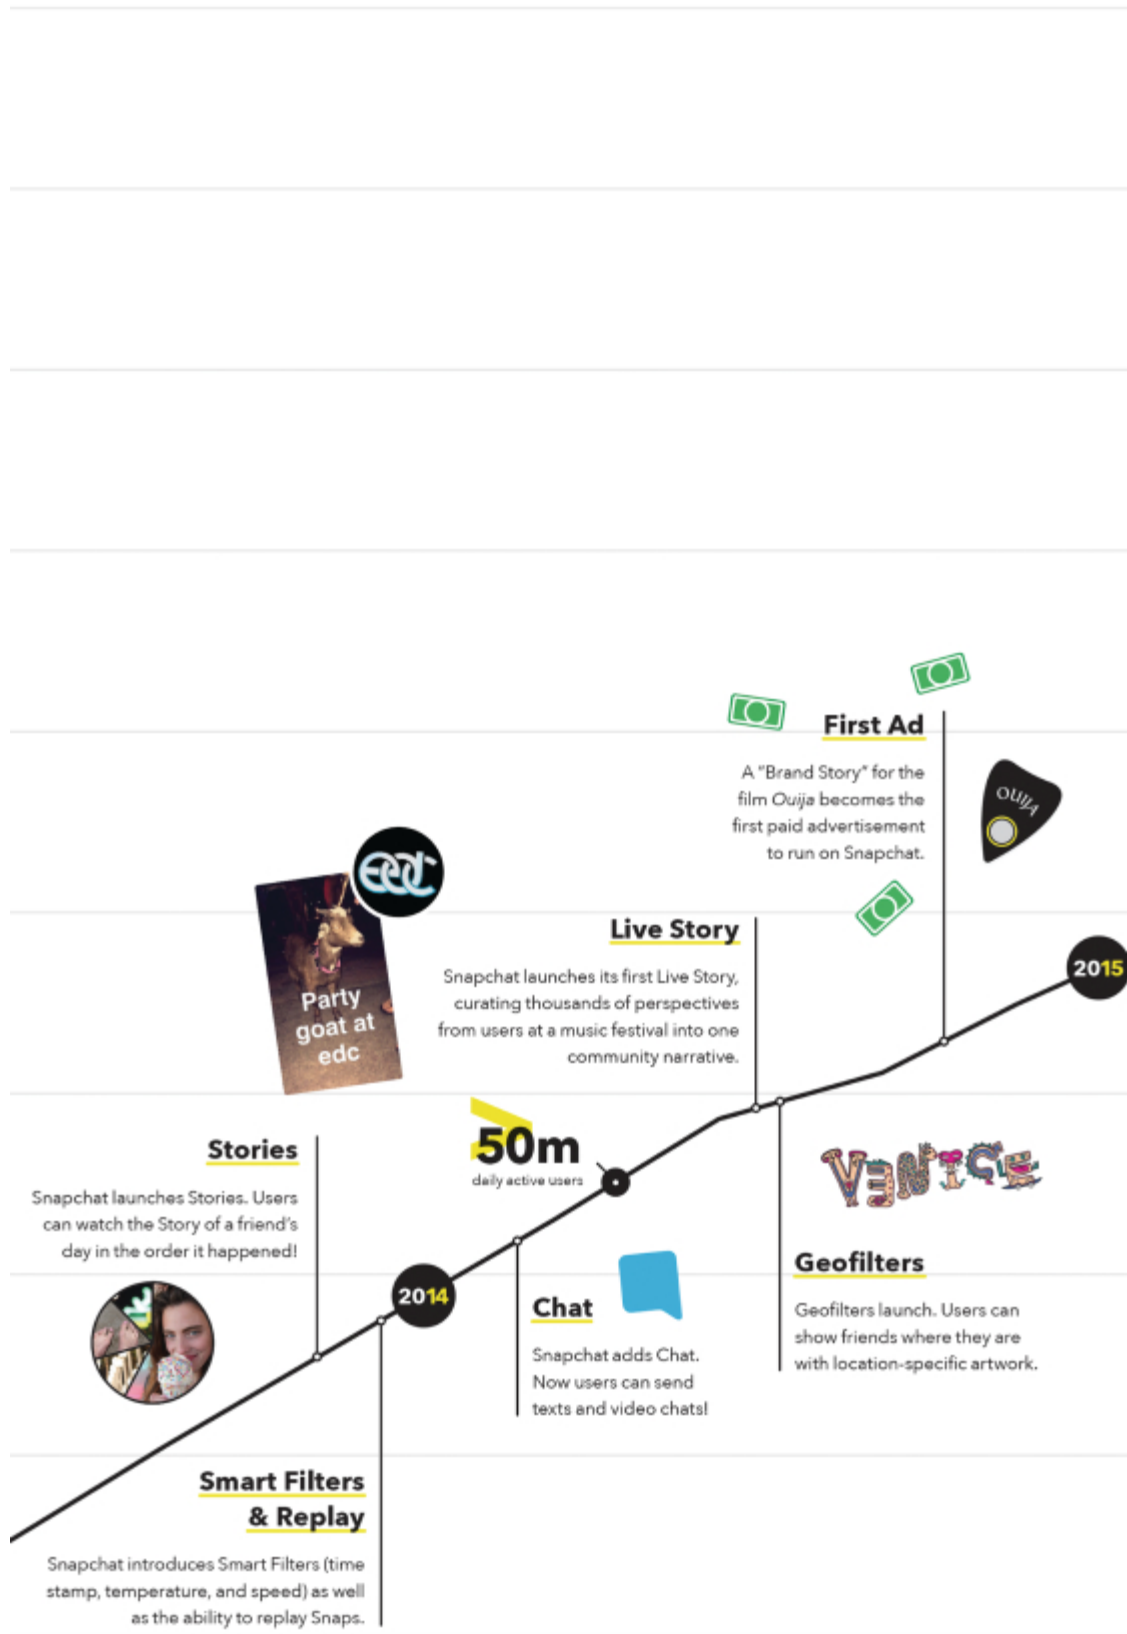 First Ad
A "Brand Story" for the
film Ouija becomes the
first paid advertisement
to run on Snapchat.
OUIJA
edc
Party
goat at
edc
Live Story
Snapchat launches its first Live Story,
curating thousands of perspectives
from users at a music festival into one
community narrative.
2015
50m
daily active users
Stories
Snapchat launches Stories. Users
can watch the Story of a friend's
day in the order it happened!
VENICE
Geofilters
Geofilters launch. Users can
show friends where they are
with location-specific artwork.
2014
Chat
Snapchat adds Chat.
Now users can send
texts and video chats!
Smart Filters
& Replay
Snapchat introduces Smart Filters (time
stamp, temperature, and speed) as well
as the ability to replay Snaps.